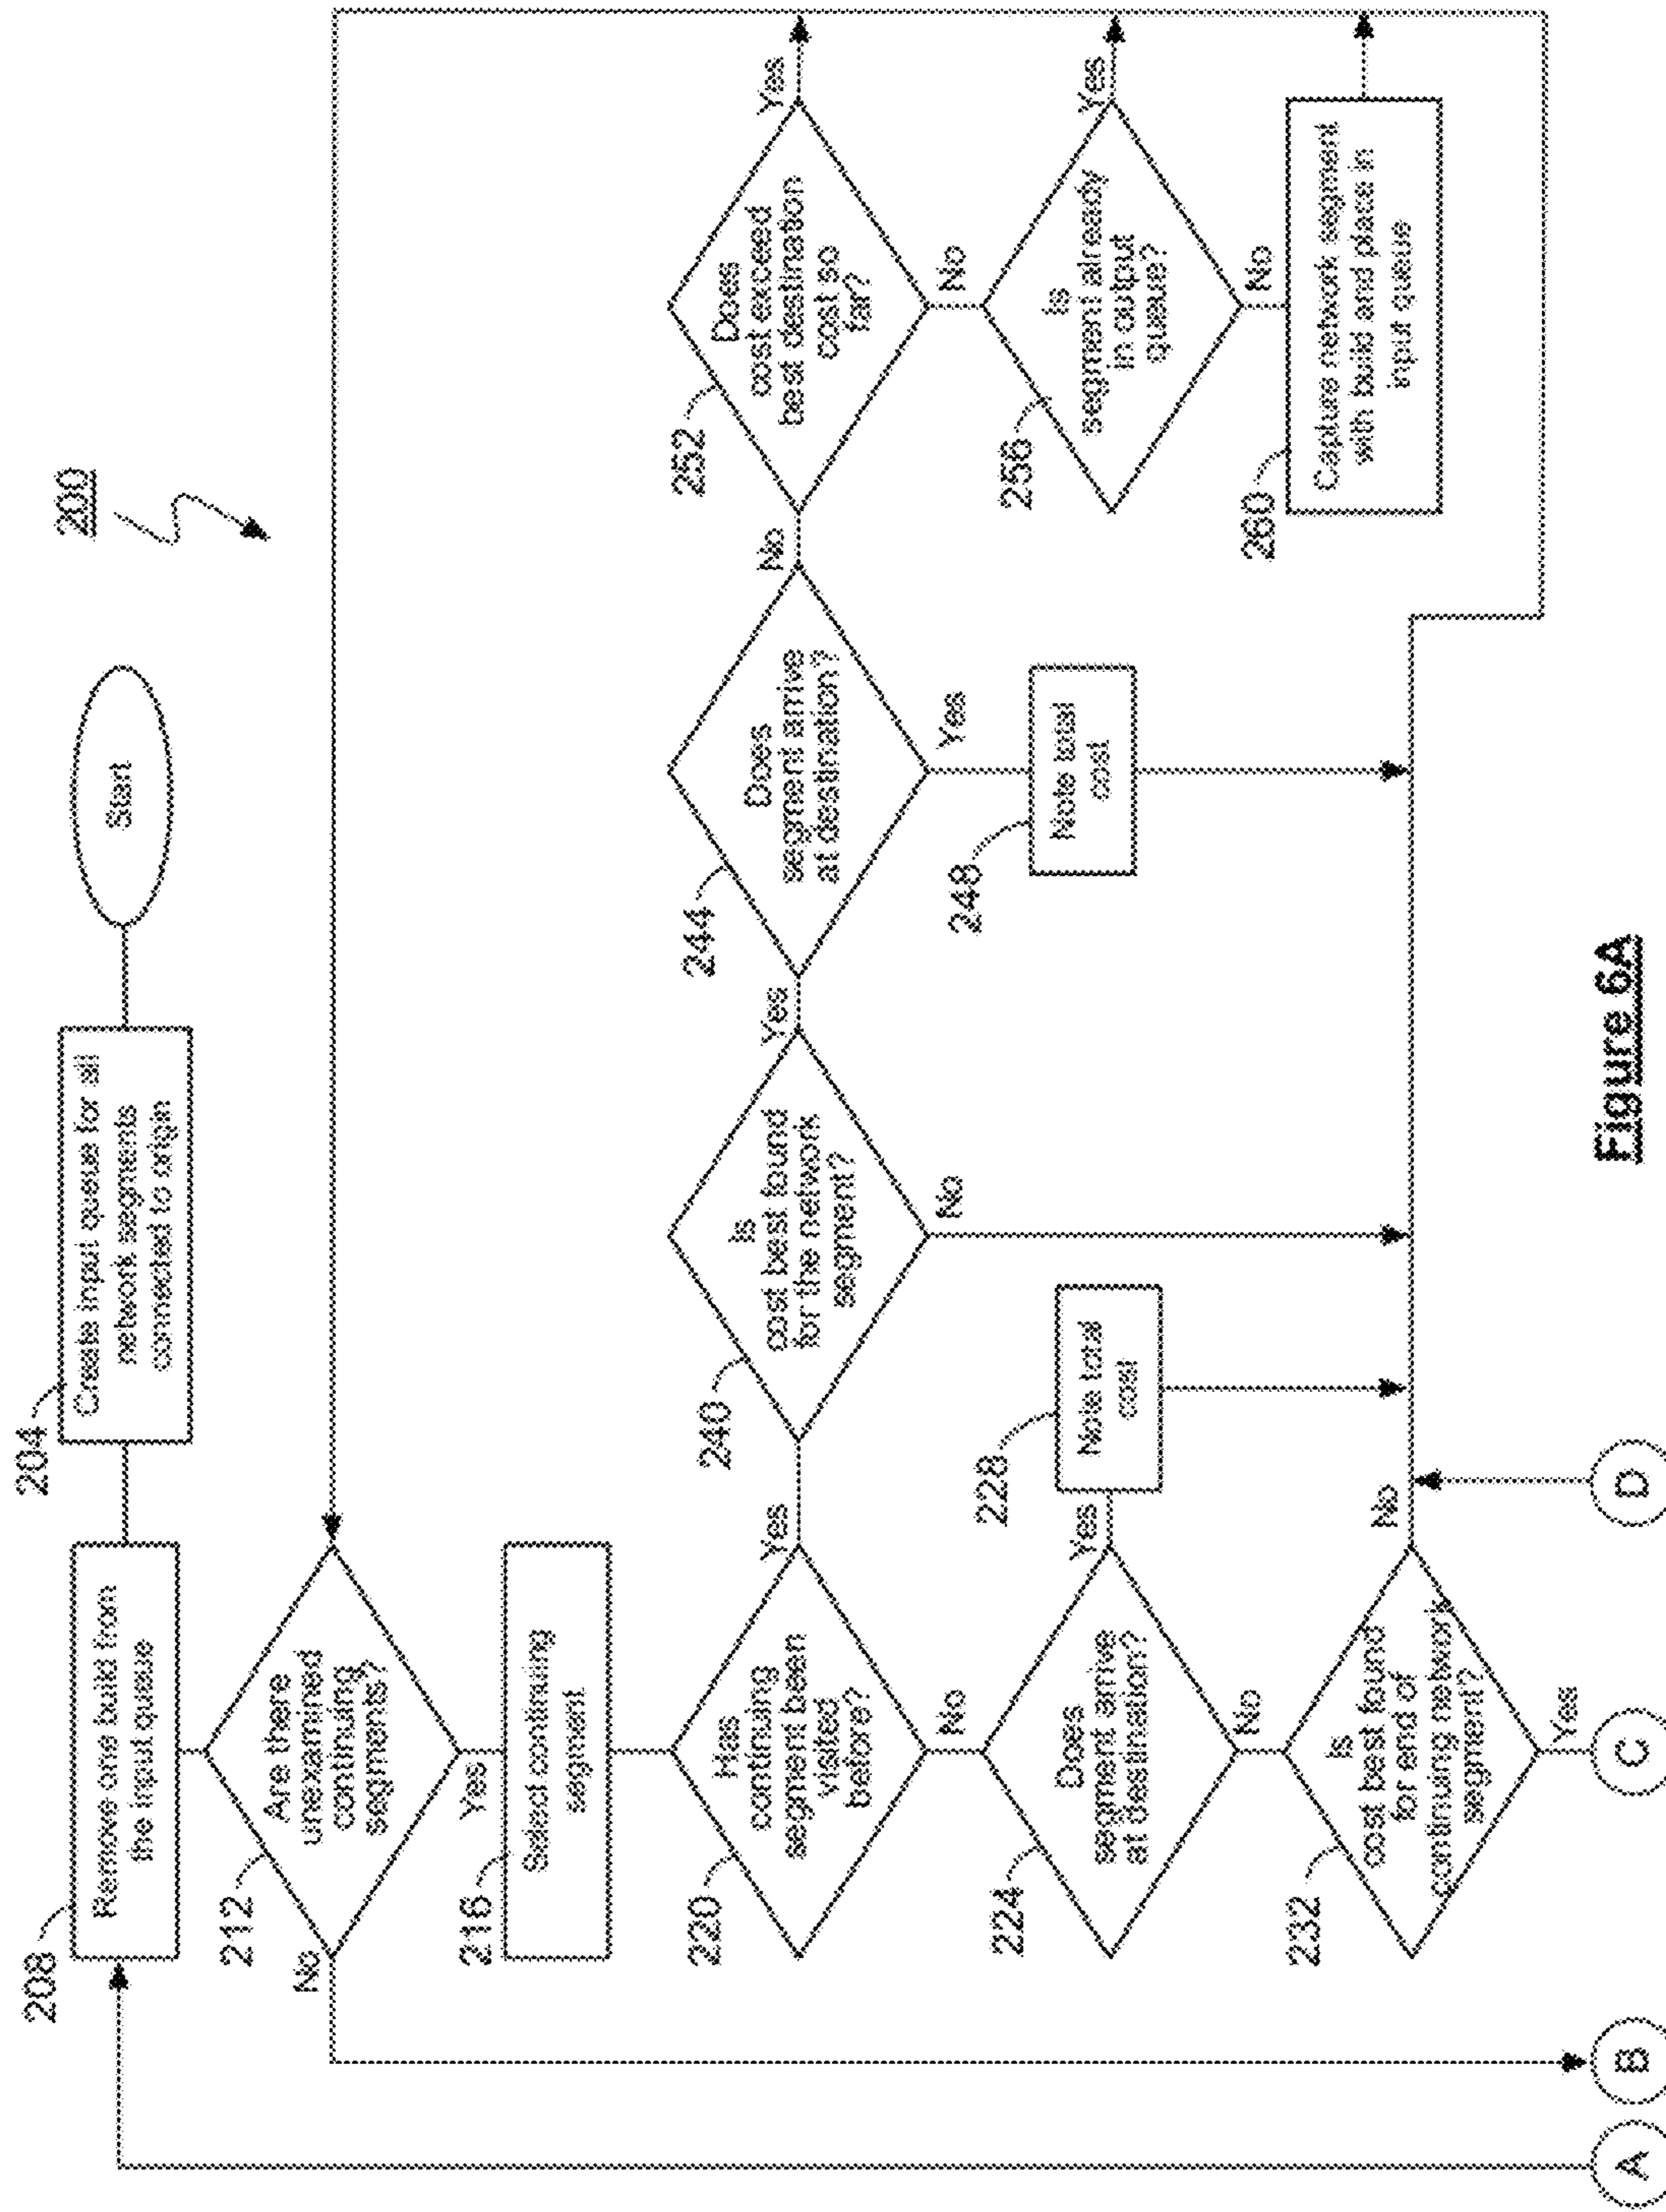 200
Start
204
Create input queue for all
network segments
connected to origin
208
Remove one build from
the input queue
212
Are there
unexamined
continuing
segments?
No
Yes
216
Select continuing
segment
220
Has
continuing
segment been
visited
before?
Yes
No
240
Is
cost best found
for the network
segment?
Yes
No
244
Does
segment arrive
at destination?
No
Yes
248
Note total
cost
252
Does
cost exceed
best destination
cost so
far?
Yes
No
256
Is
segment already
in output
queue?
Yes
No
260
Capture network segment
with build and place in
input queue
224
Does
segment arrive
at destination?
Yes
No
228
Note total
cost
232
Is
cost best found
for end of
continuing network
segment?
No
Yes
A
B
C
D
Figure 6A